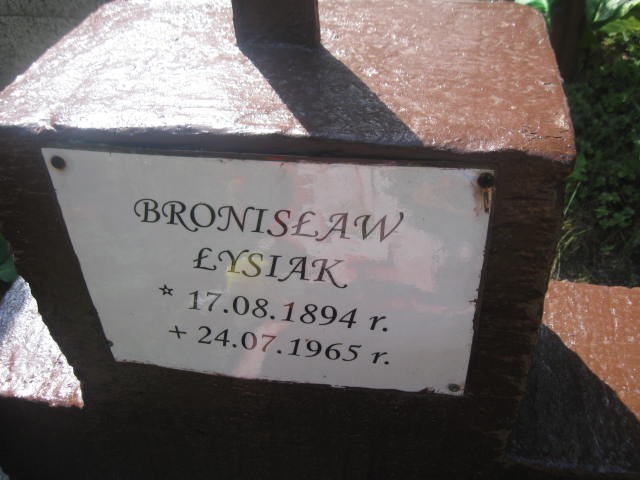 BRONISŁAW
ŁYSIAK
* 17.08.1894 r.
+ 24.07.1965 r.